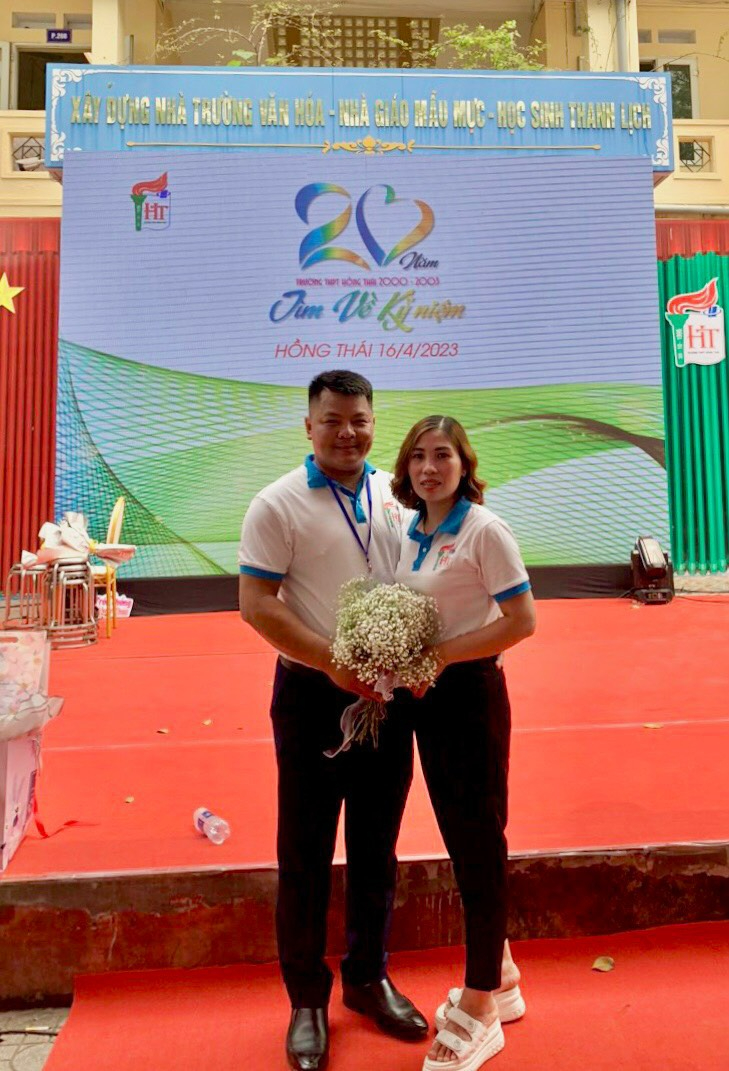 P.206
XÂY DỰNG NHÀ TRƯỜNG VĂN HÓA - NHÀ GIÁO MẪU MỰC - HỌC SINH THANH LỊCH
HT
20
Năm
TRƯỜNG THPT HỒNG THÁI 2000 - 2003
Tìm Về Ký niệm
HỒNG THÁI 16/4/2023
HT